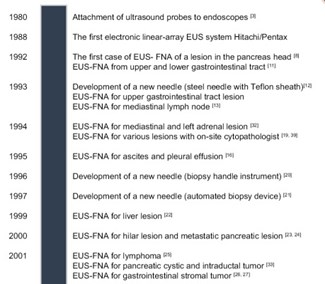 1980 Attachment of ultrasound probes to endoscopes [3]
1988 The first electronic linear-array EUS system Hitachi/Pentax
1992 The first case of EUS- FNA of a lesion in the pancreas head [8]
EUS-FNA from upper and lower gastrointestinal tract [11]
1993 Development of a new needle (steel needle with Teflon sheath)[12]
EUS-FNA for upper gastrointestinal tract lesion
EUS-FNA for mediastinal lymph node [13]
1994 EUS-FNA for mediastinal and left adrenal lesion [32]
EUS-FNA for various lesions with on-site cytopathologist [19, 39]
1995 EUS-FNA for ascites and pleural effusion [16]
1996 Development of a new needle (biopsy handle instrument) [20]
1997 Development of a new needle (automated biopsy device) [21]
1999 EUS-FNA for liver lesion [22]
2000 EUS-FNA for hilar lesion and metastatic pancreatic lesion [23, 24]
2001 EUS-FNA for lymphoma [25]
EUS-FNA for pancreatic cystic and intraductal tumor [33]
EUS-FNA for gastrointestinal stromal tumor [26, 27]